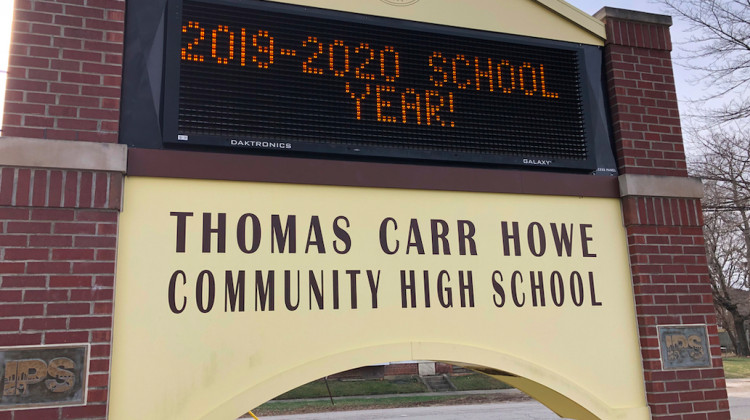 2019-2020 SCHOOL
YEAR!
DAKTRONICS
GALAXY
THOMAS CARR HOWE
COMMUNITY HIGH SCHOOL
IPS
IPS